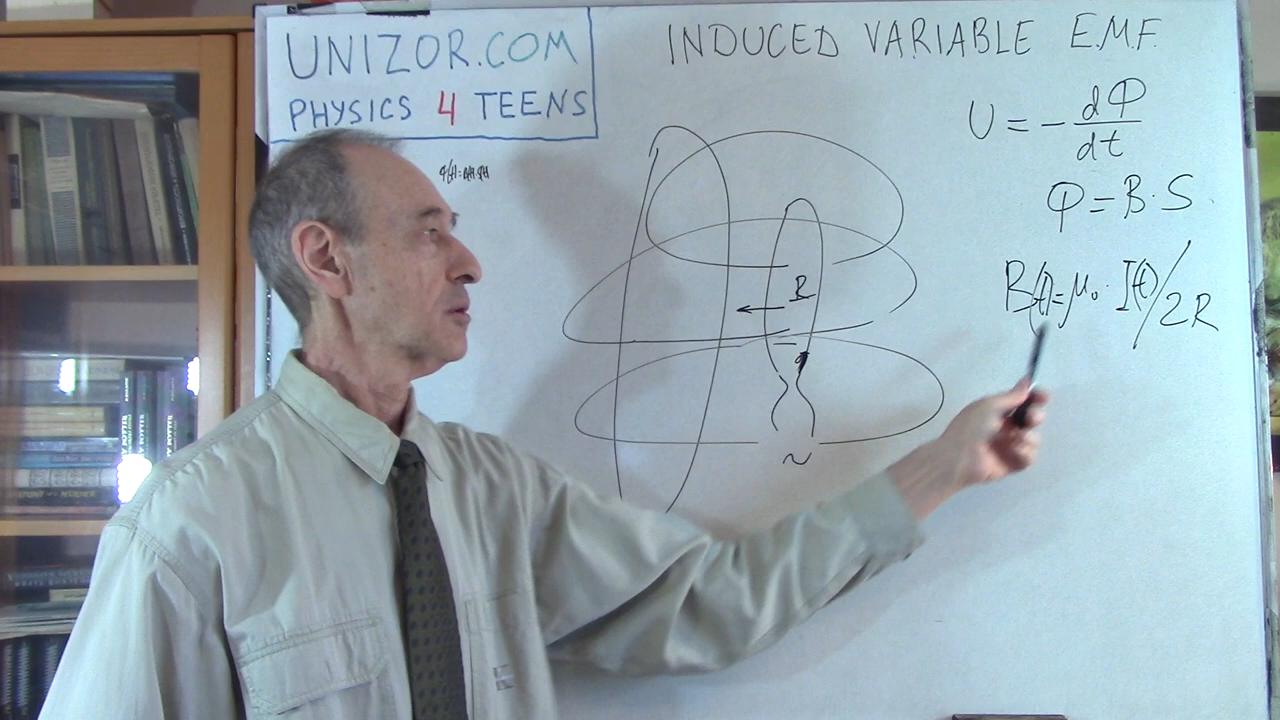 UNIZOR.COM
PHYSICS 4 TEENS
INDUCED VARIABLE E.M.F.
U = - dΦ/dt
Φ = B · S
B(t) = μ₀ · I(t)/2R
R
~